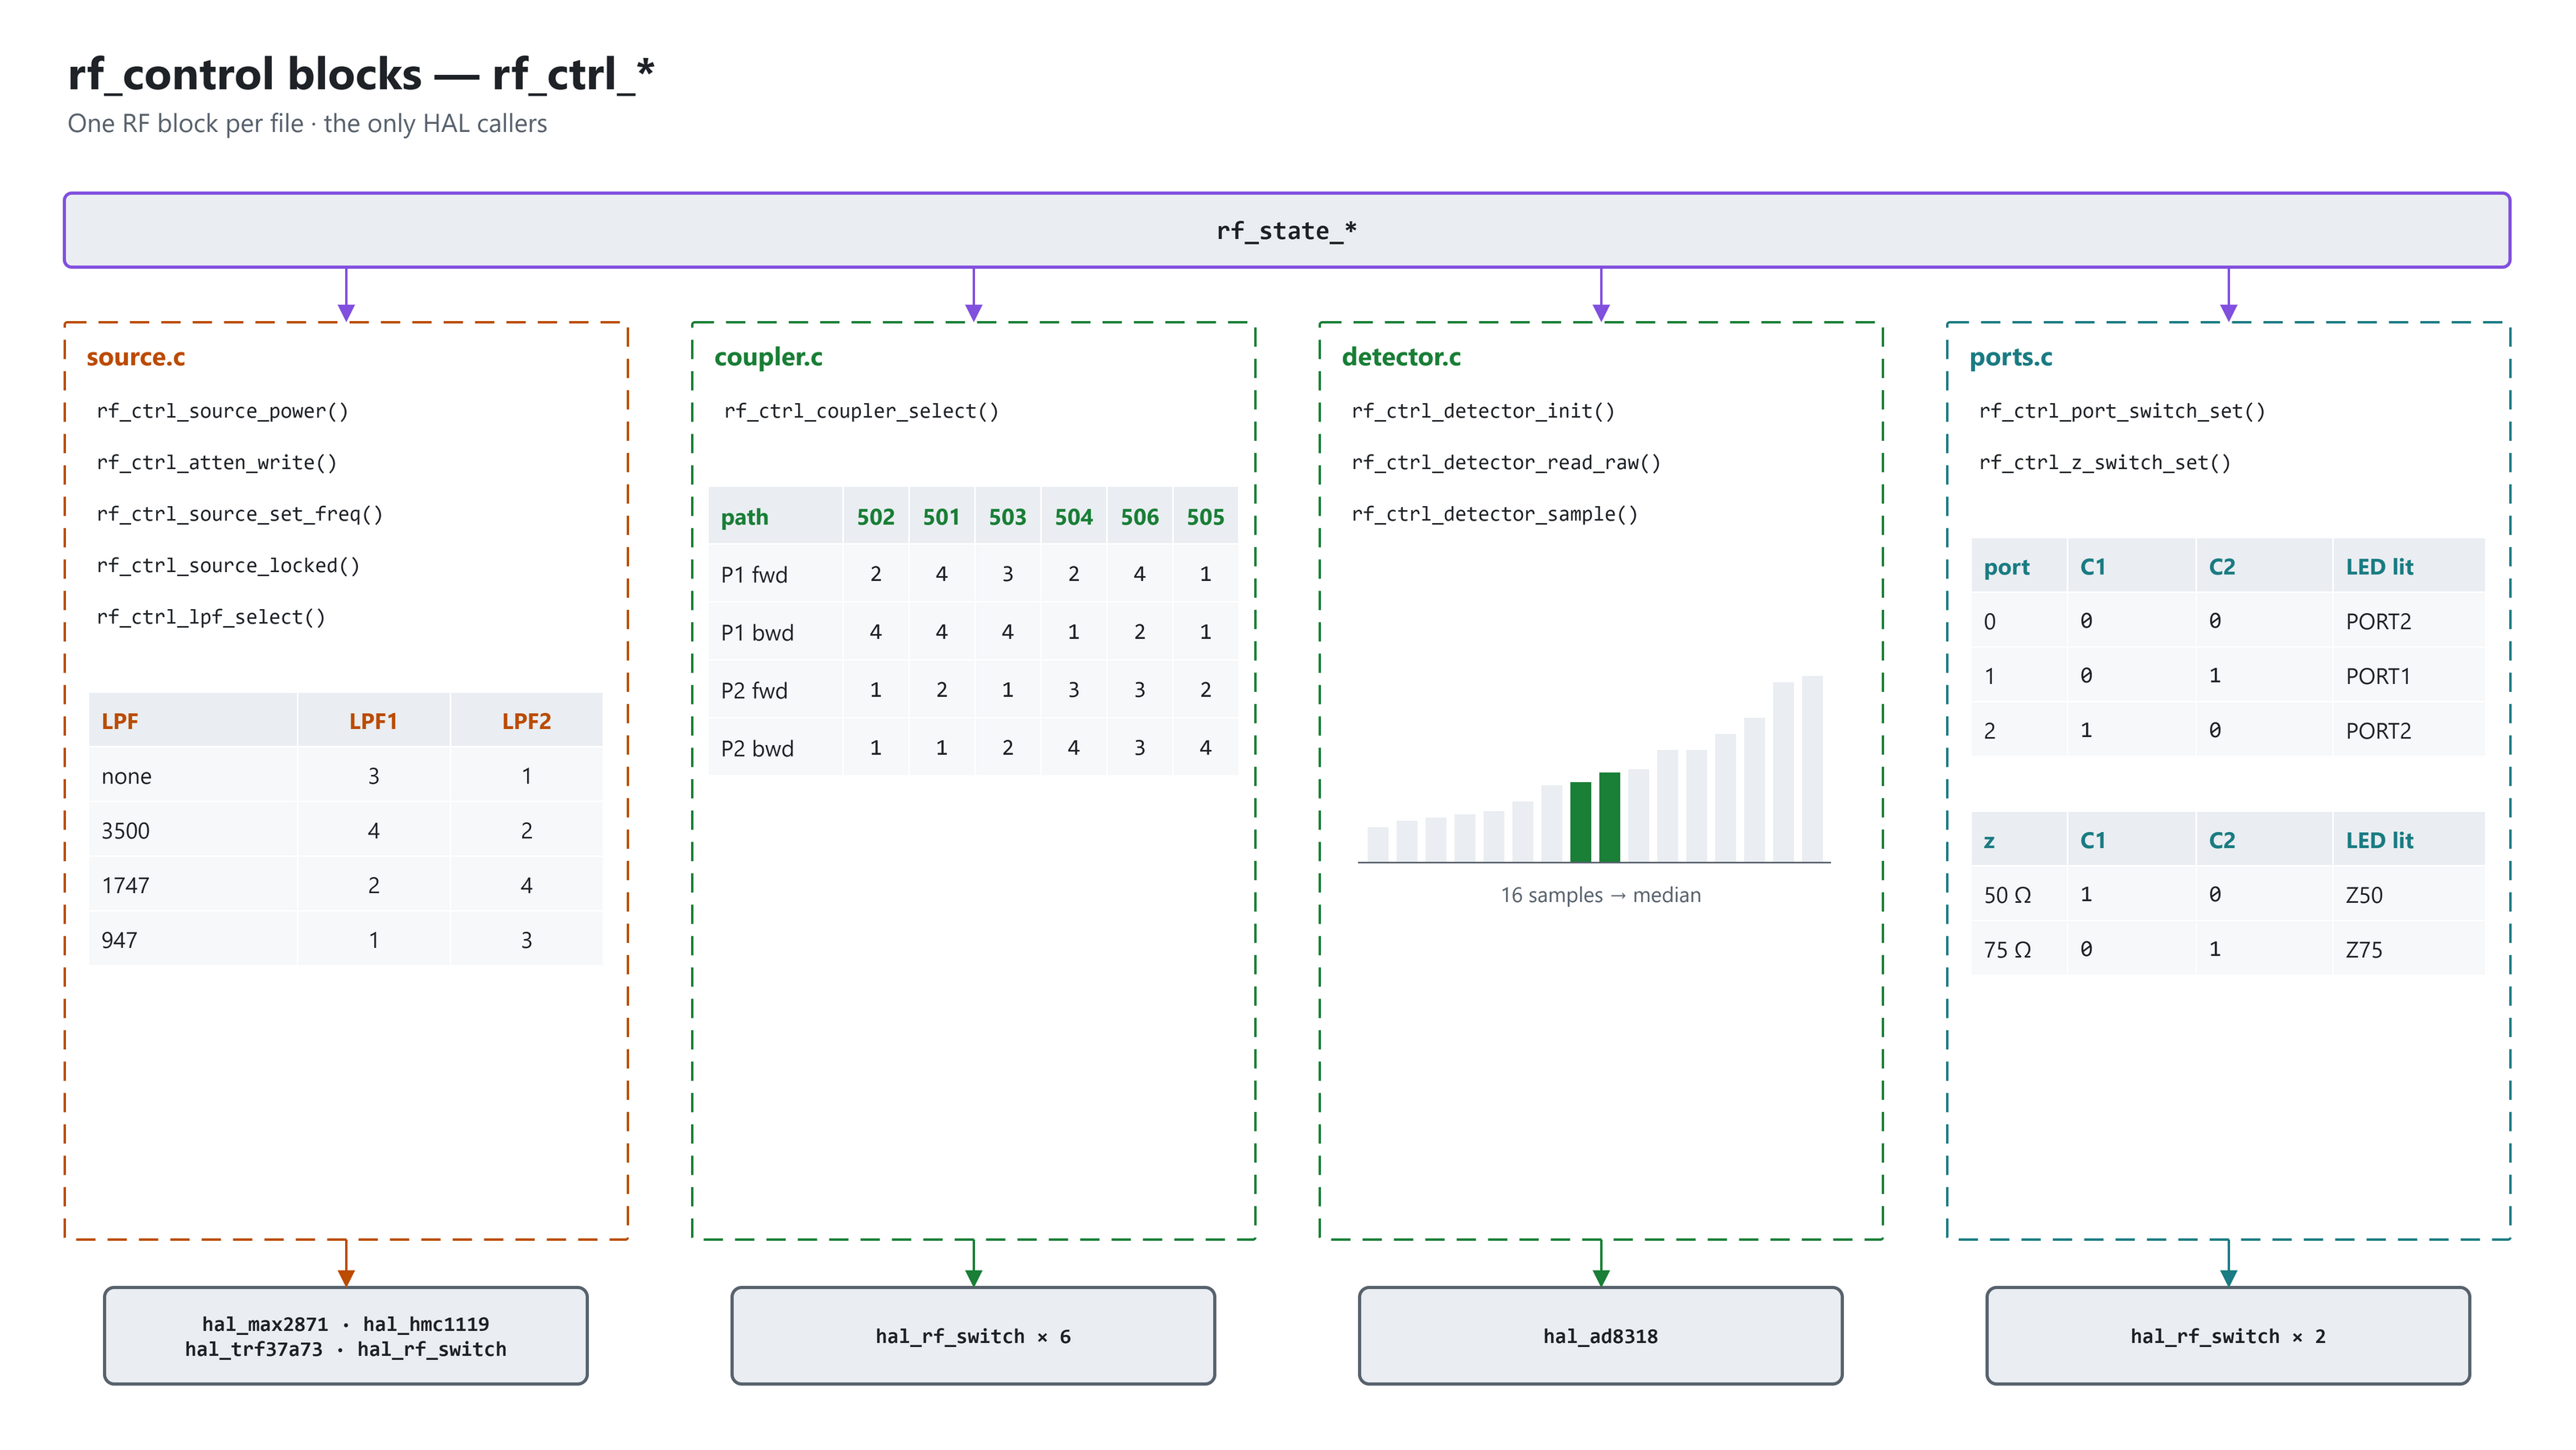 rf_control blocks — rf_ctrl_*
One RF block per file · the only HAL callers
rf_state_*
source.c
rf_ctrl_source_power()
rf_ctrl_atten_write()
rf_ctrl_source_set_freq()
rf_ctrl_source_locked()
rf_ctrl_lpf_select()
LPF LPF1 LPF2
none 3 1
3500 4 2
1747 2 4
947 1 3
hal_max2871 · hal_hmc1119
hal_trf37a73 · hal_rf_switch
coupler.c
rf_ctrl_coupler_select()
path 502 501 503 504 506 505
P1 fwd 2 4 3 2 4 1
P1 bwd 4 4 4 1 2 1
P2 fwd 1 2 1 3 3 2
P2 bwd 1 1 2 4 3 4
hal_rf_switch × 6
detector.c
rf_ctrl_detector_init()
rf_ctrl_detector_read_raw()
rf_ctrl_detector_sample()
16 samples → median
hal_ad8318
ports.c
rf_ctrl_port_switch_set()
rf_ctrl_z_switch_set()
port C1 C2 LED lit
0 0 0 PORT2
1 0 1 PORT1
2 1 0 PORT2
z C1 C2 LED lit
50 Ω 1 0 Z50
75 Ω 0 1 Z75
hal_rf_switch × 2